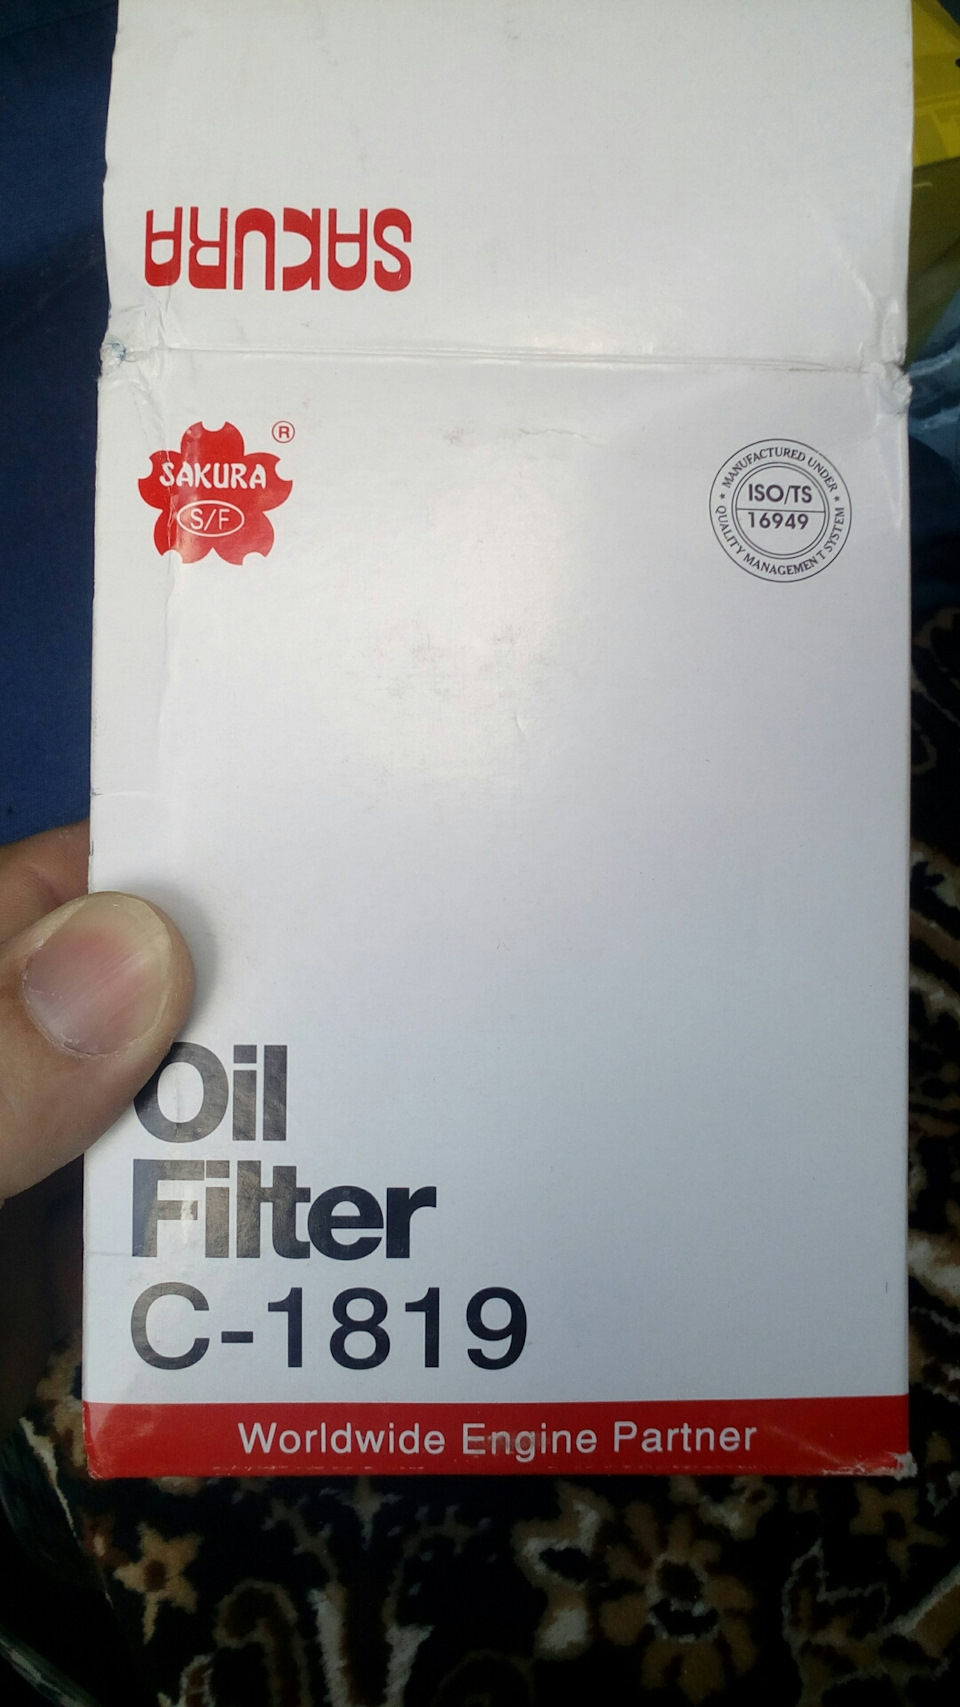 SAKURA
®
SAKURA
S/F
MANUFACTURED UNDER
ISO/TS
16949
QUALITY MANAGEMENT SYSTEM
Oil
Filter
C-1819
Worldwide Engine Partner